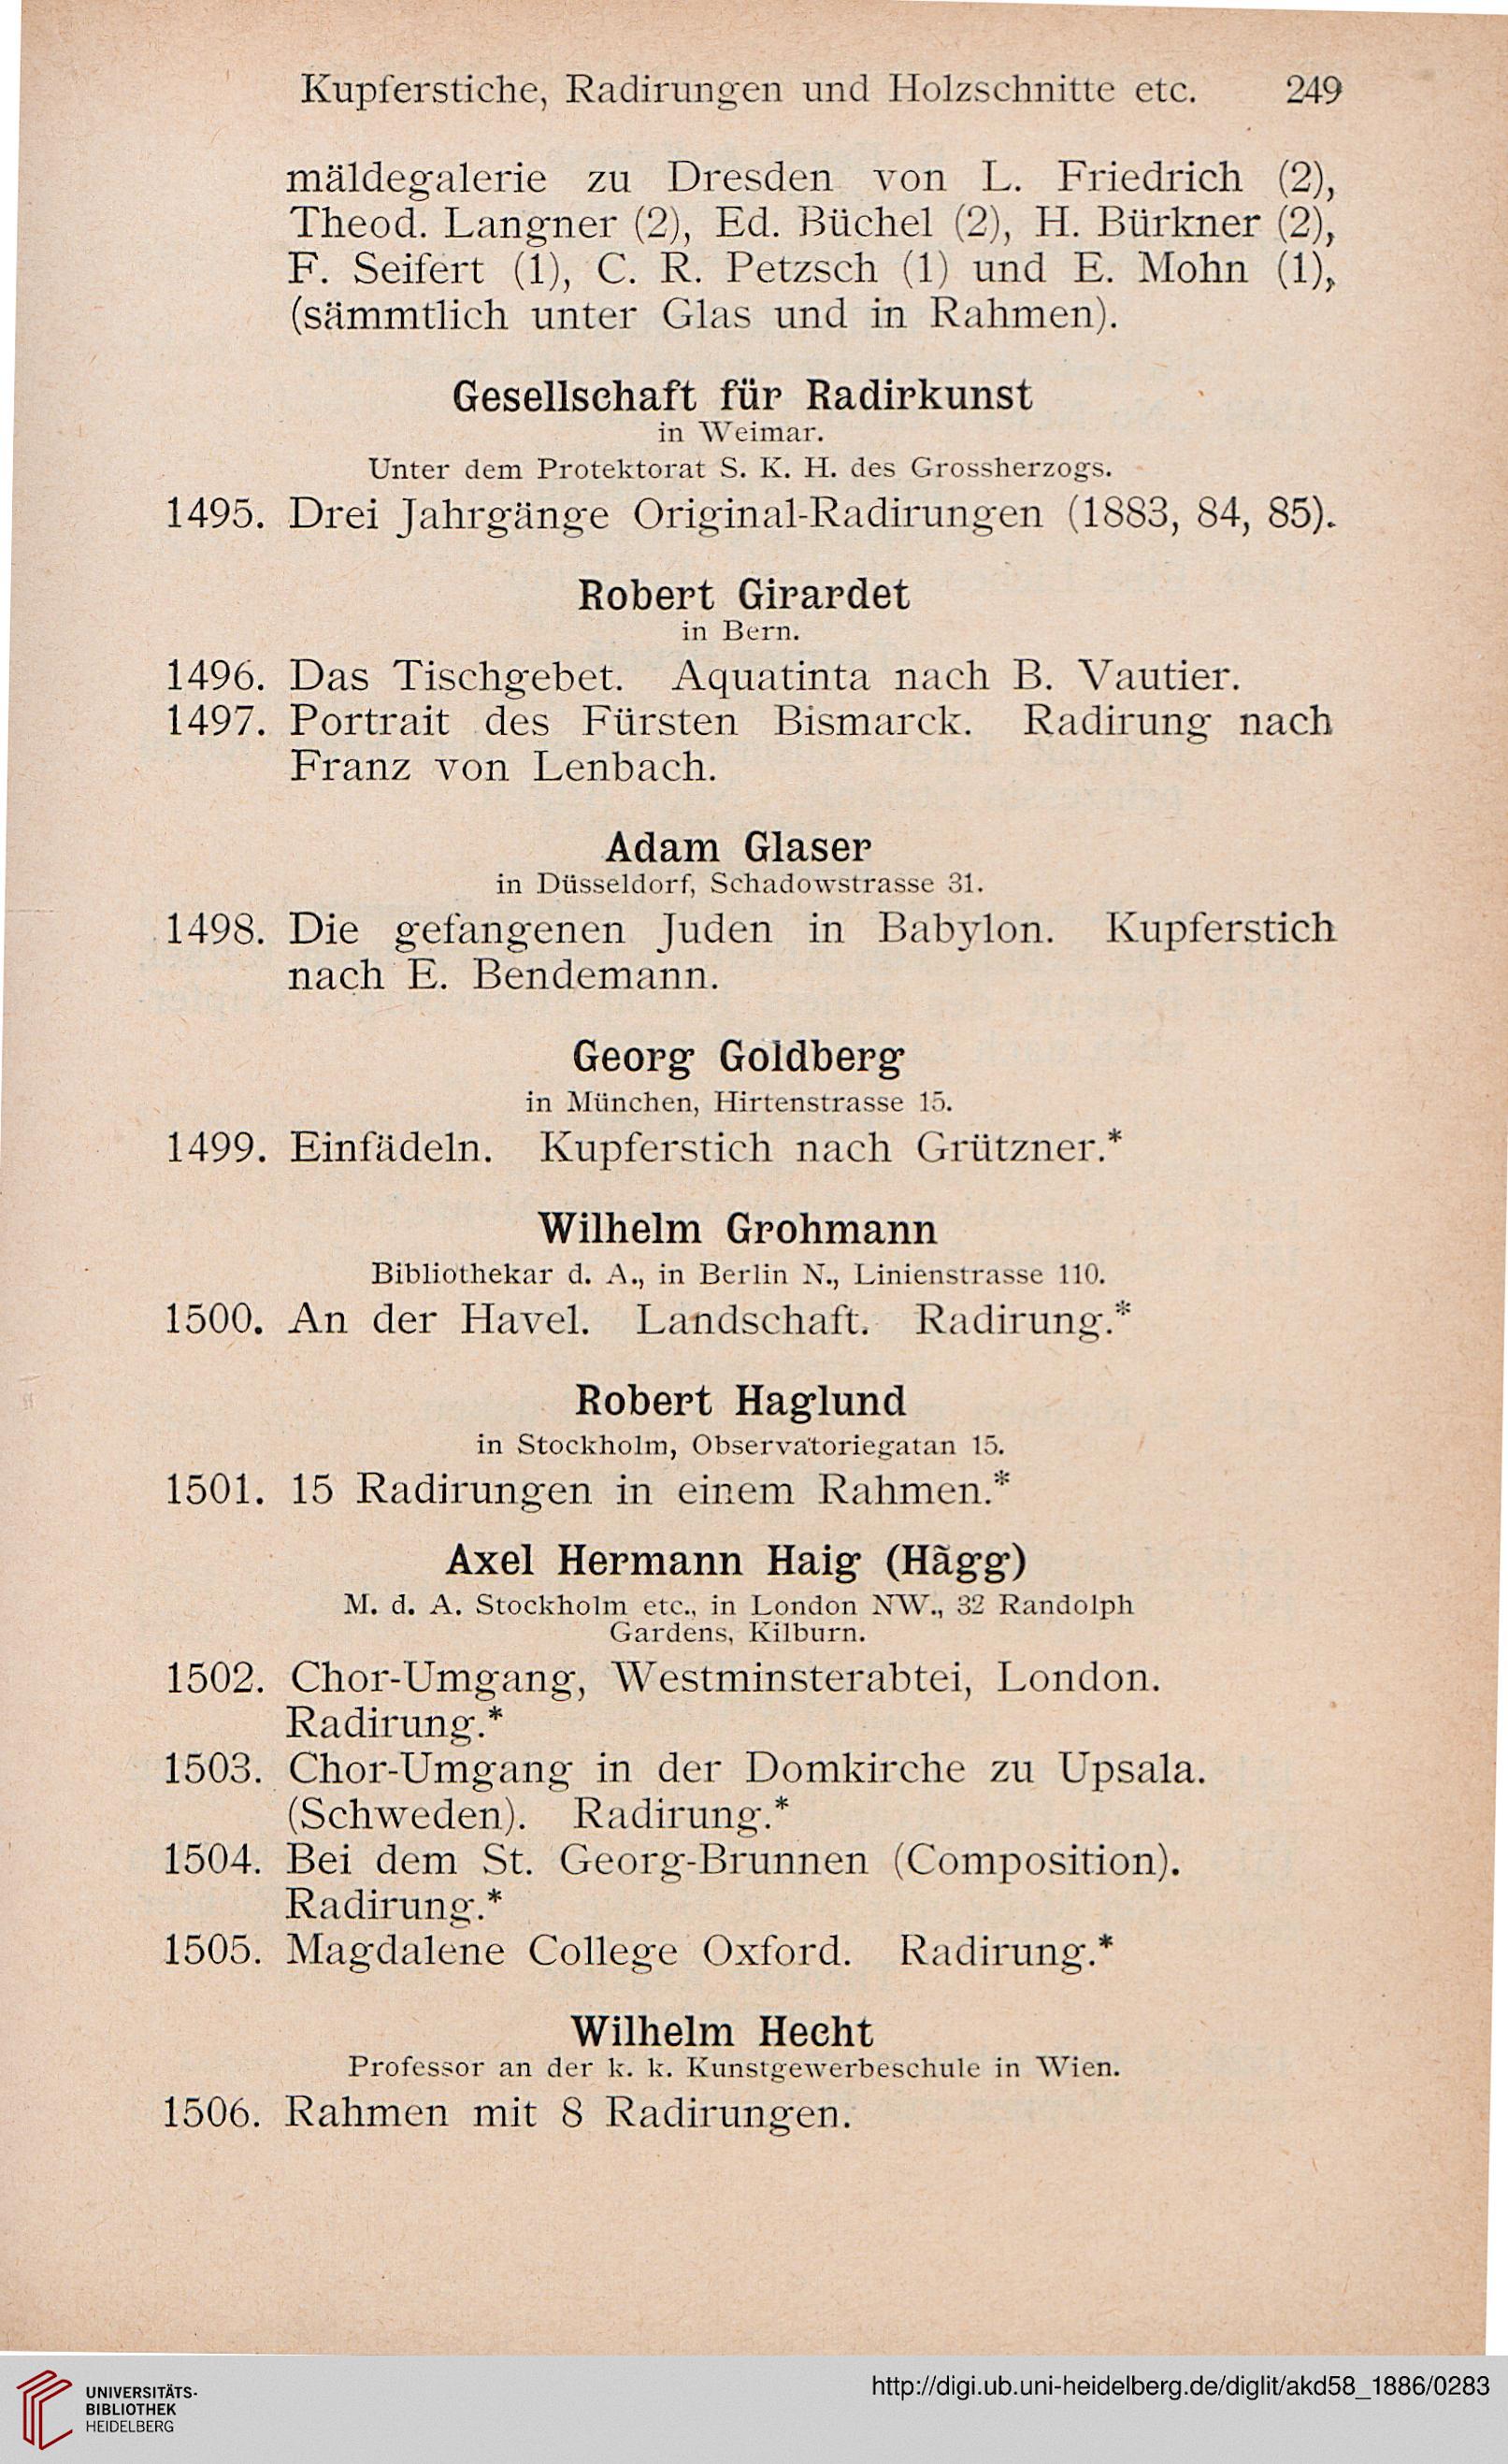 Kupferstiche, Radirungen und Holzschnitte etc. 249
mäldegalerie zu Dresden von L. Friedrich (2),
Theod. Langner (2), Ed. Büchel (2), H. Bürkner (2),
F. Seifert (1), C. R. Petzsch (1) und E. Mohn (1),
(sämmtlich unter Glas und in Rahmen).
Gesellschaft für Radirkunst
in Weimar.
Unter dem Protektorat S. K. H. des Grossherzogs.
1495. Drei Jahrgänge Original-Radirungen (1883, 84, 85).
Robert Girardet
in Bern.
1496. Das Tischgebet. Aquatinta nach B. Vautier.
1497. Portrait des Fürsten Bismarck. Radirung nach
Franz von Lenbach.
Adam Glaser
in Düsseldorf, Schadowstrasse 31.
1498. Die gefangenen Juden in Babylon. Kupferstich
nach E. Bendemann.
Georg Goldberg
in München, Hirtenstrasse 15.
1499. Einfädeln. Kupferstich nach Grützner.*
Wilhelm Grohmann
Bibliothekar d. A., in Berlin N., Linienstrasse 110.
1500. An der Havel. Landschaft. Radirung.*
Robert Haglund
in Stockholm, Observatoriegatan 15.
1501. 15 Radirungen in einem Rahmen.*
Axel Hermann Haig (Hägg)
M. d. A. Stockholm etc., in London NW., 32 Randolph
Gardens, Kilburn.
1502. Chor-Umgang, Westminsterabtei, London.
Radirung.*
1503. Chor-Umgang in der Domkirche zu Upsala.
(Schweden). Radirung.*
1504. Bei dem St. Georg-Brunnen (Composition).
Radirung.*
1505. Magdalene College Oxford. Radirung.*
Wilhelm Hecht
Professor an der k. k. Kunstgewerbeschule in Wien.
1506. Rahmen mit 8 Radirungen.
UNIVERSITÄTS-
BIBLIOTHEK
HEIDELBERG
http://digi.ub.uni-heidelberg.de/diglit/akd58_1886/0283